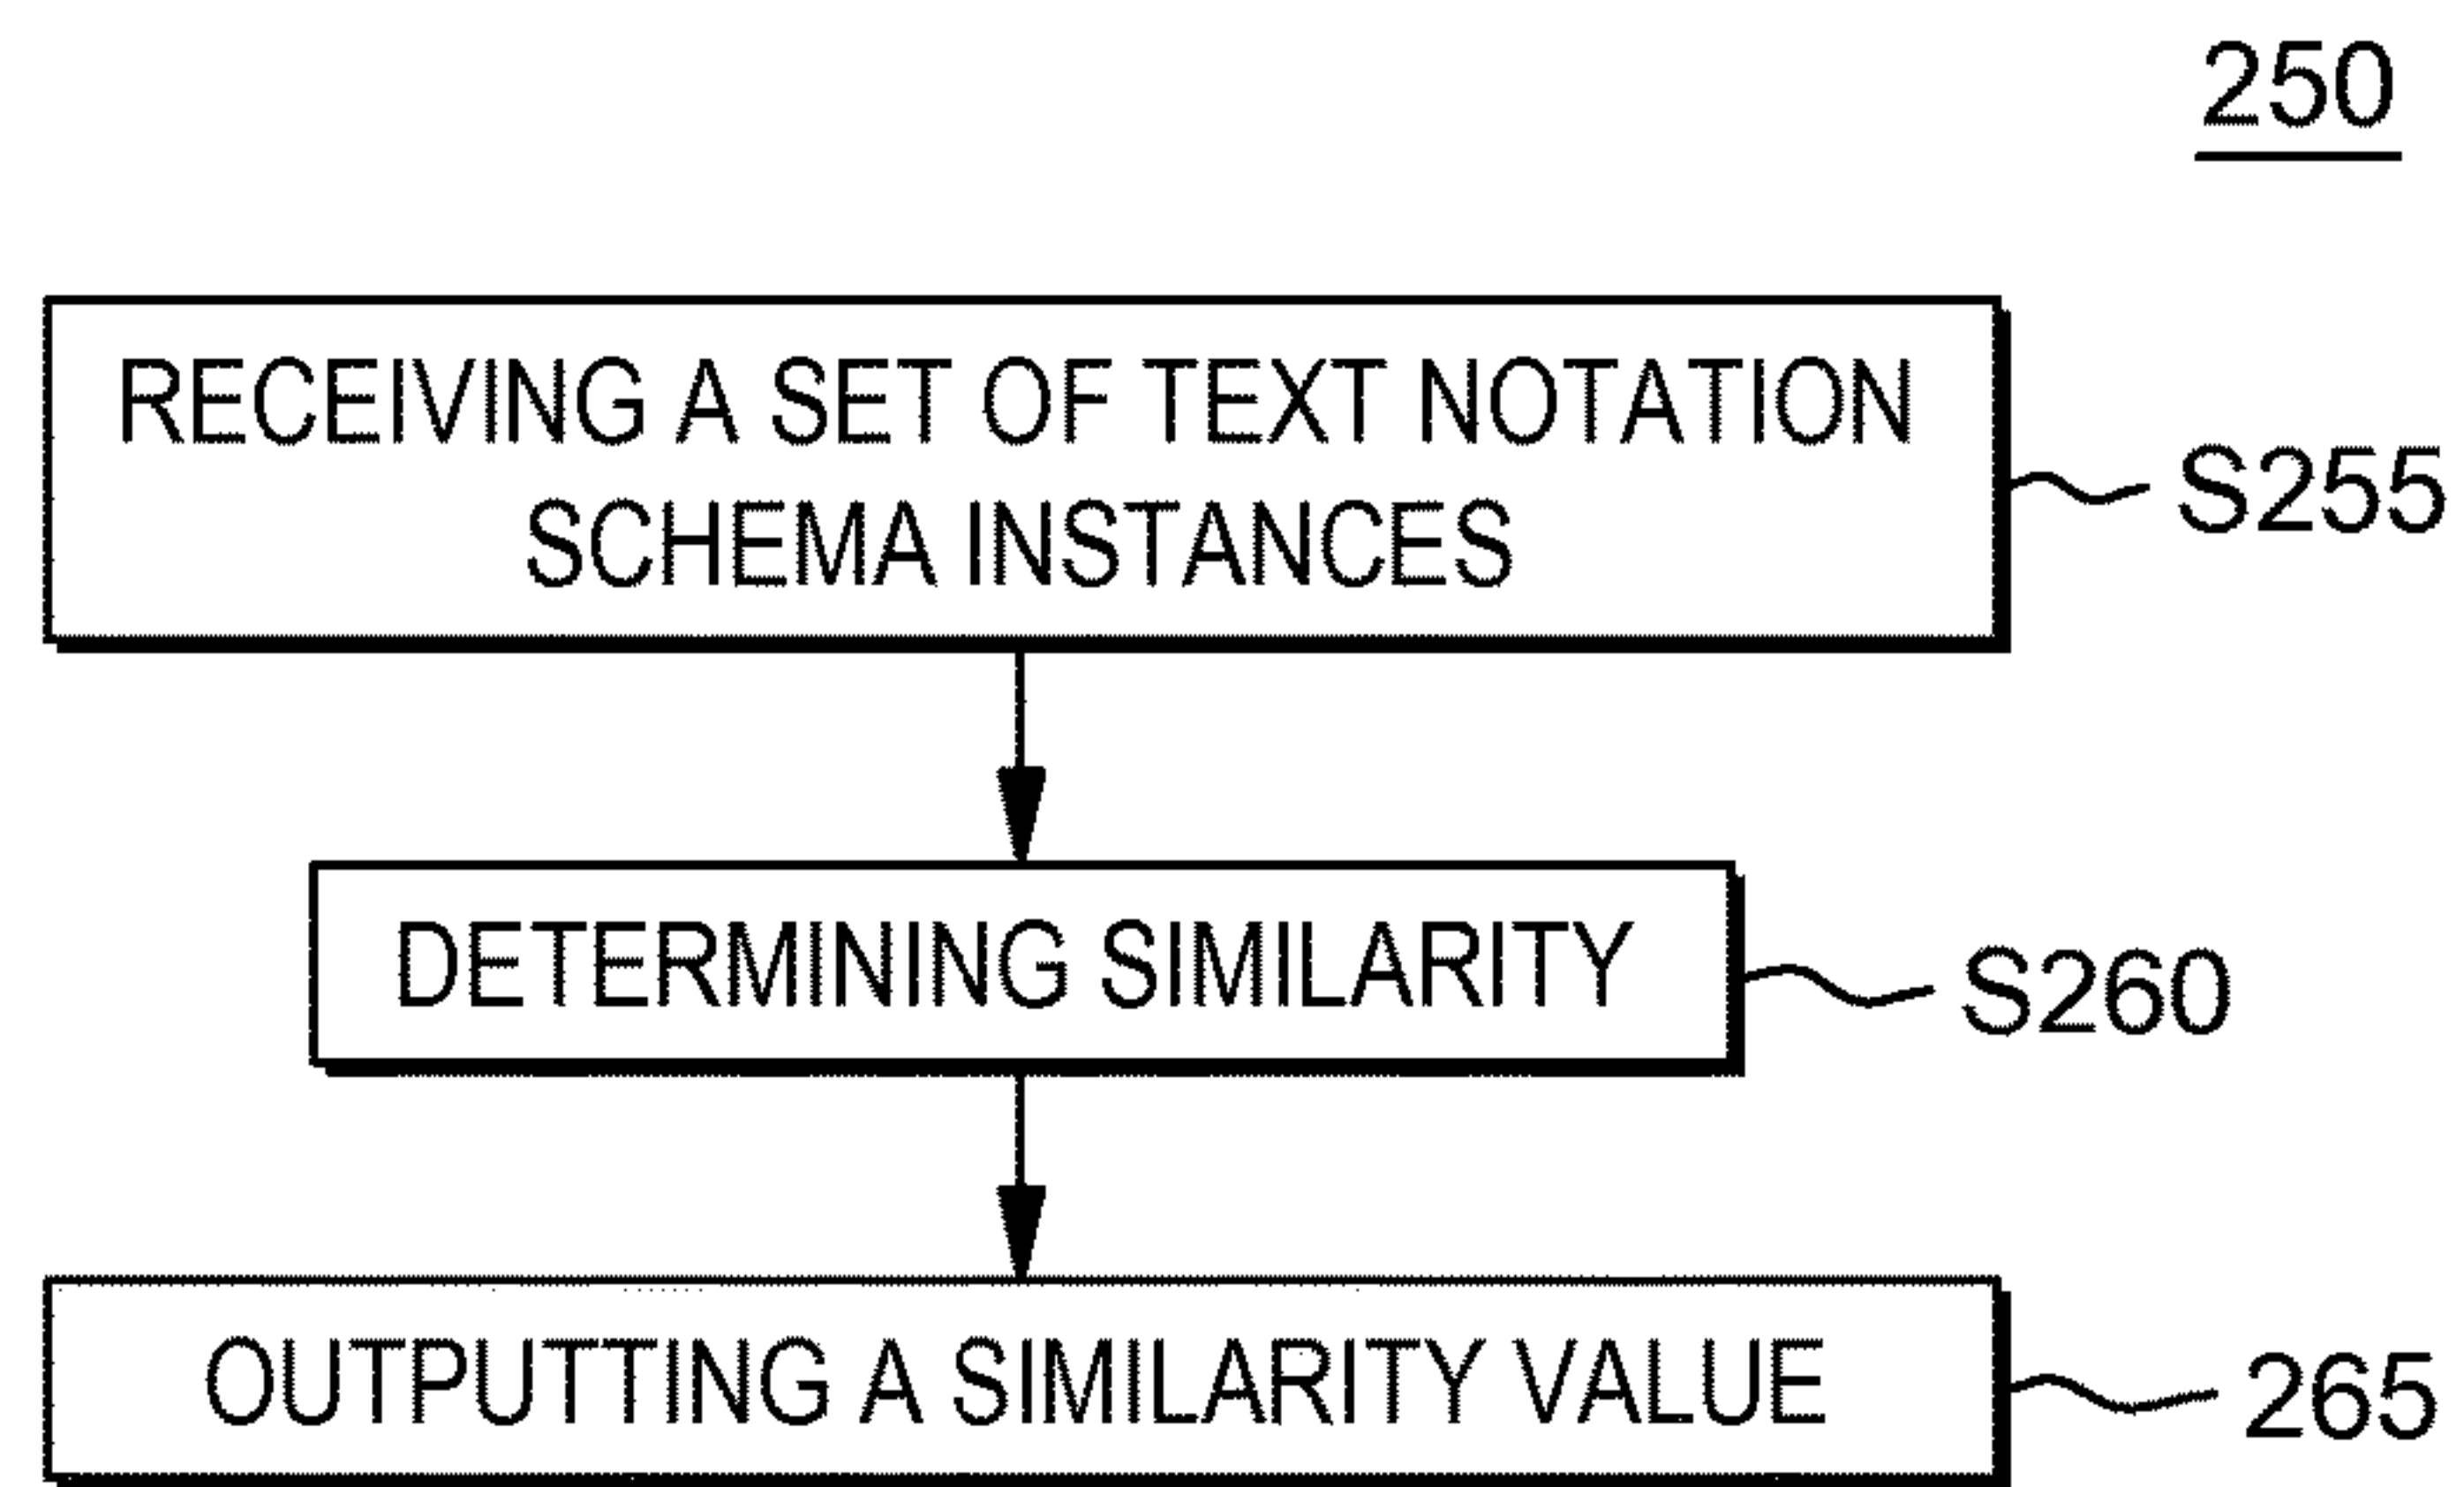 250
RECEIVING A SET OF TEXT NOTATION
SCHEMA INSTANCES
S255
DETERMINING SIMILARITY
S260
OUTPUTTING A SIMILARITY VALUE
265